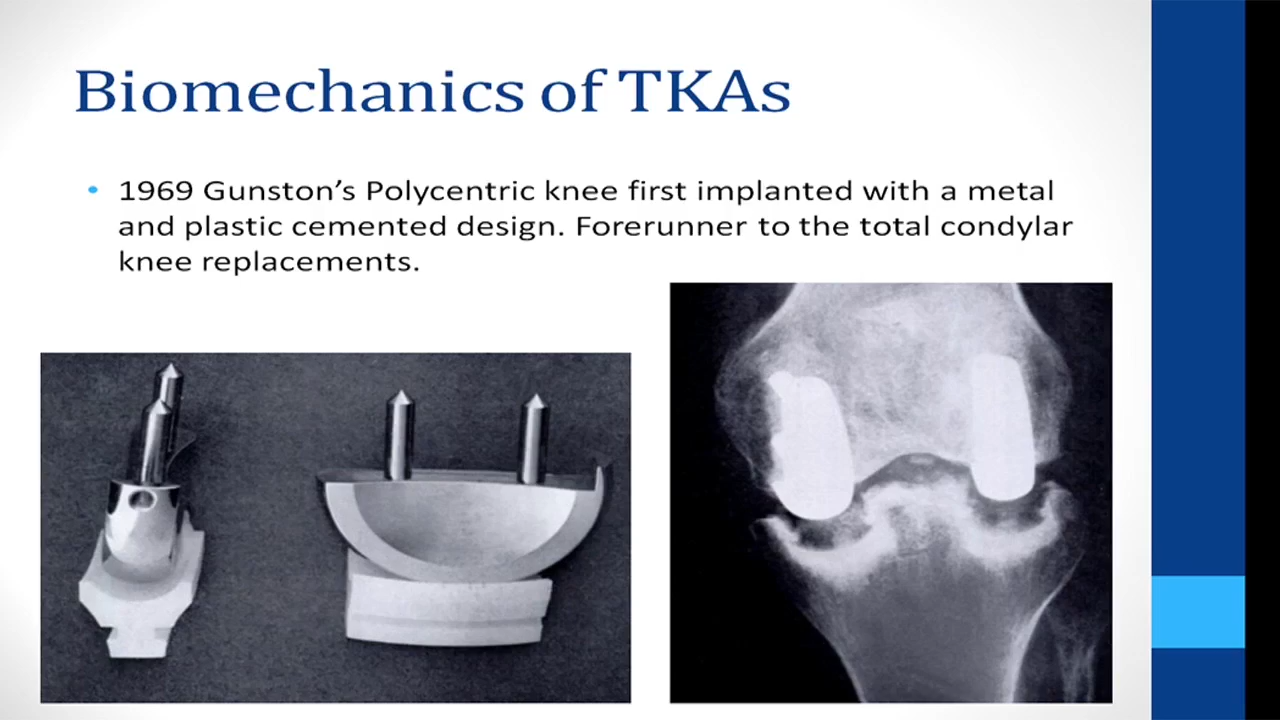 Biomechanics of TKAs
• 1969 Gunston’s Polycentric knee first implanted with a metal
and plastic cemented design. Forerunner to the total condylar
knee replacements.